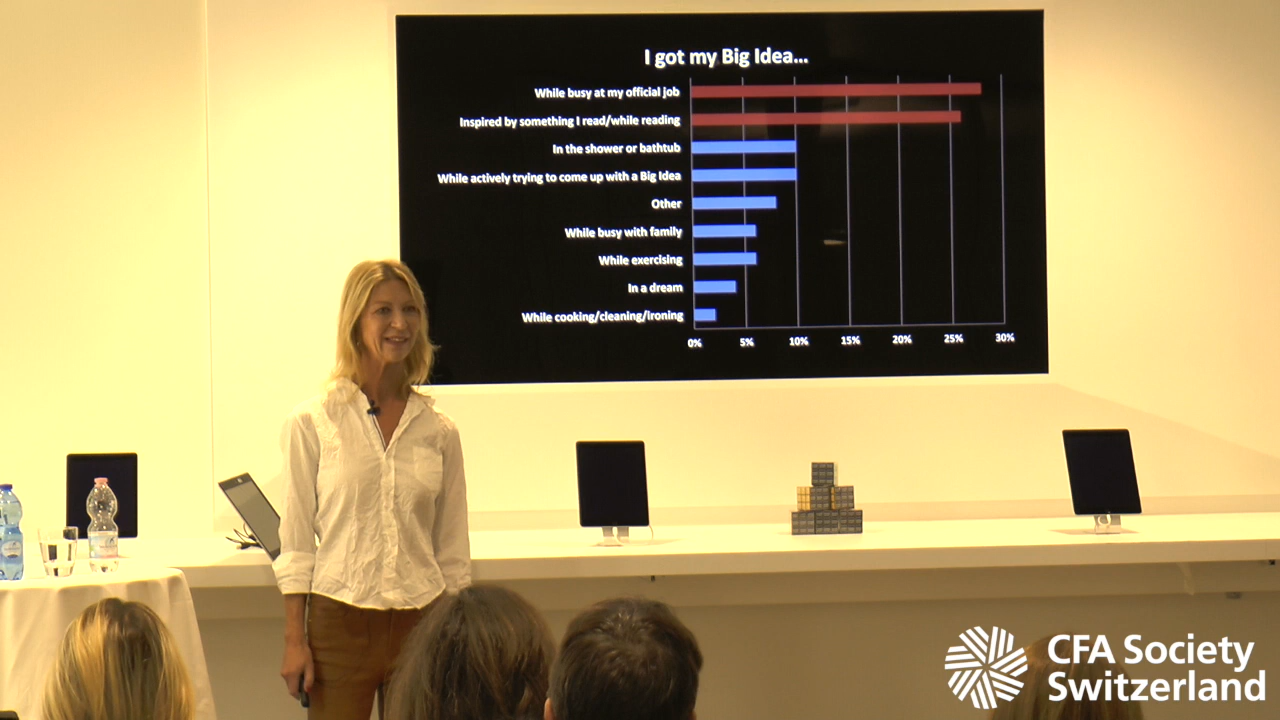 I got my Big Idea...
While busy at my official job
Inspired by something I read/while reading
In the shower or bathtub
While actively trying to come up with a Big Idea
Other
While busy with family
While exercising
In a dream
While cooking/cleaning/ironing
0% 5% 10% 15% 20% 25% 30%
CFA Society
Switzerland